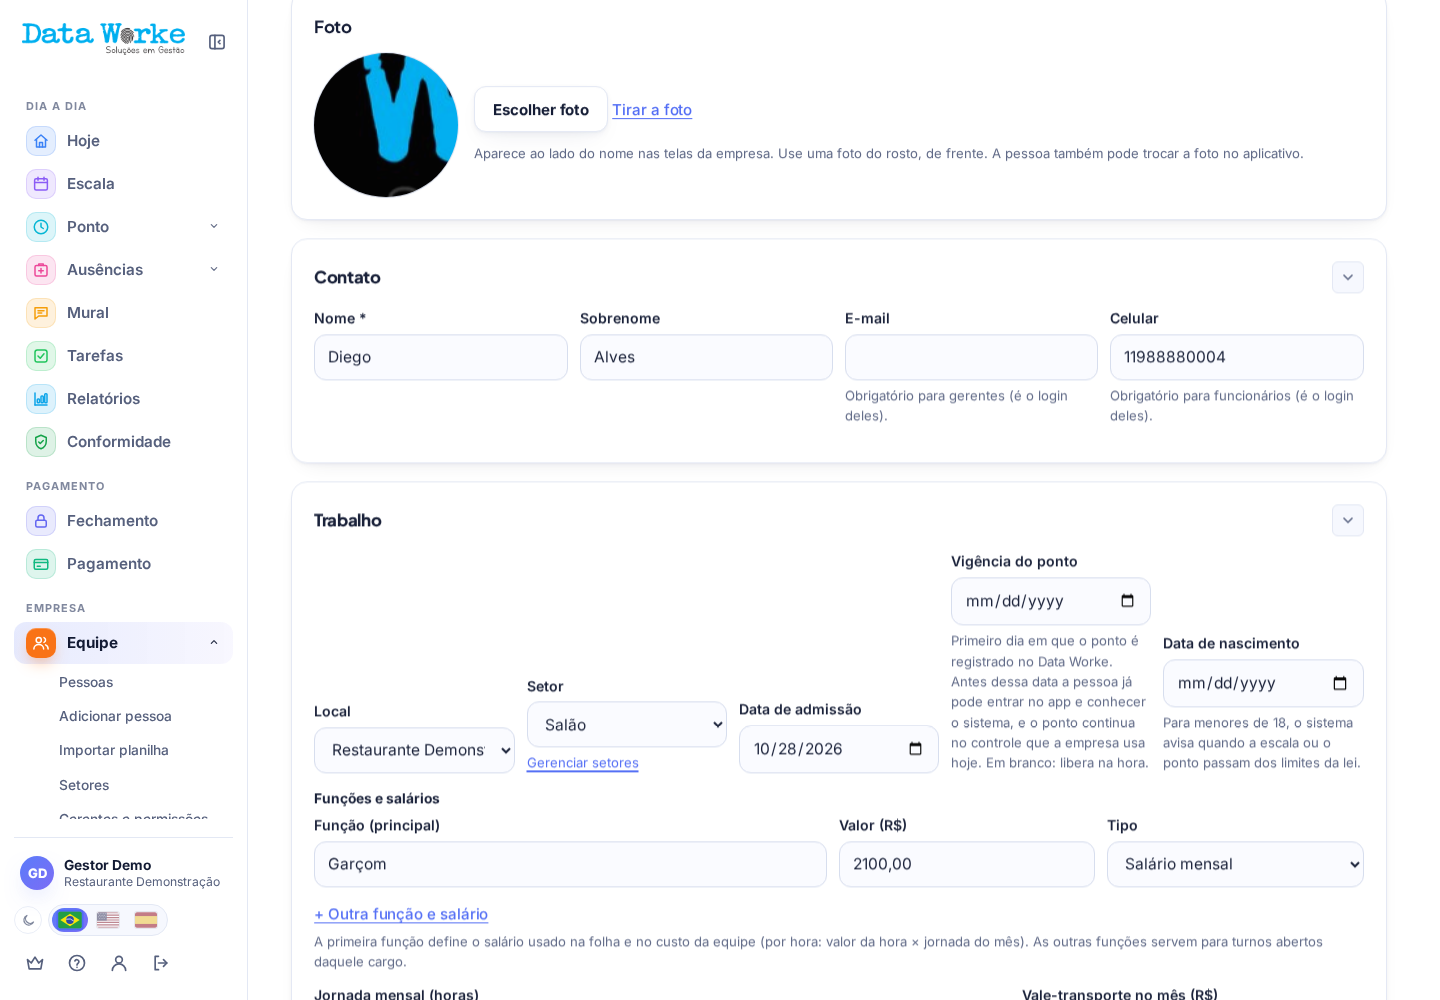 Data Worke
Soluções em Gestão
DIA A DIA
Hoje
Escala
Ponto
Ausências
Mural
Tarefas
Relatórios
Conformidade
PAGAMENTO
Fechamento
Pagamento
EMPRESA
Equipe
Pessoas
Adicionar pessoa
Importar planilha
Setores
Gerentes e permissões
GD
Gestor Demo
Restaurante Demonstração
Foto
Escolher foto
Tirar a foto
Aparece ao lado do nome nas telas da empresa. Use uma foto do rosto, de frente. A pessoa também pode trocar a foto no aplicativo.
Contato
Nome *
Sobrenome
E-mail
Celular
Diego
Alves
11988880004
Obrigatório para gerentes (é o login
deles).
Obrigatório para funcionários (é o login
deles).
Trabalho
Local
Restaurante Demonst
Setor
Salão
Gerenciar setores
Data de admissão
10/28/2026
Vigência do ponto
mm/dd/yyyy
Primeiro dia em que o ponto é
registrado no Data Worke.
Antes dessa data a pessoa já
pode entrar no app e conhecer
o sistema, e o ponto continua
no controle que a empresa usa
hoje. Em branco: libera na hora.
Data de nascimento
mm/dd/yyyy
Para menores de 18, o sistema
avisa quando a escala ou o
ponto passam dos limites da lei.
Funções e salários
Função (principal)
Valor (R$)
Tipo
Garçom
2100,00
Salário mensal
+ Outra função e salário
A primeira função define o salário usado na folha e no custo da equipe (por hora: valor da hora × jornada do mês). As outras funções servem para turnos abertos
daquele cargo.
Jornada mensal (horas)
Vale-transporte no mês (R$)